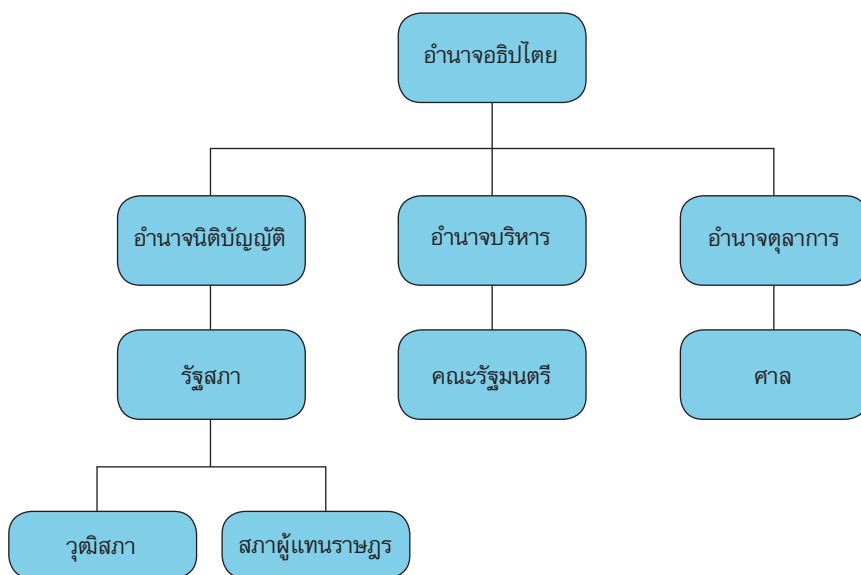 อำนาจอธิปไตย
อำนาจนิติบัญญัติ
อำนาจบริหาร
อำนาจตุลาการ
รัฐสภา
คณะรัฐมนตรี
ศาล
วุฒิสภา
สภาผู้แทนราษฎร